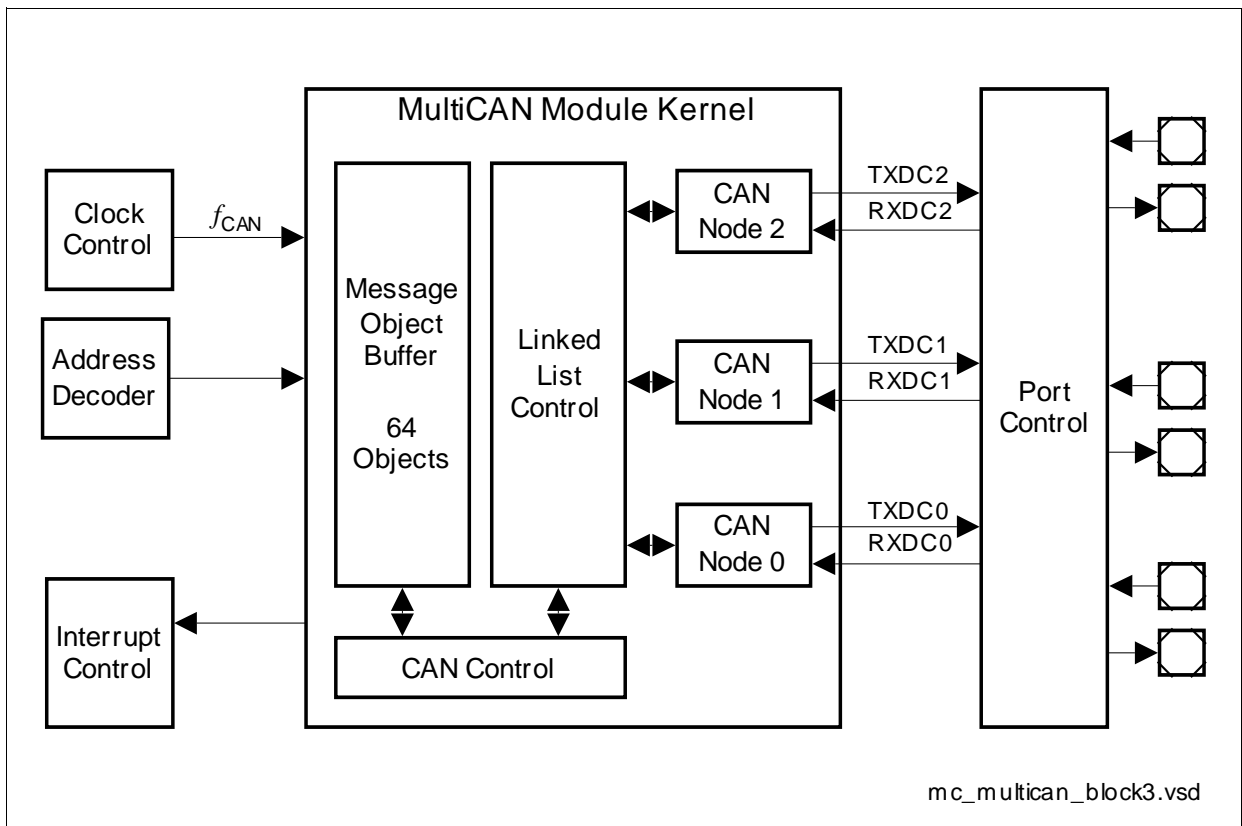 MultiCAN Module Kernel
Clock
Control
fCAN
Address
Decoder
Interrupt
Control
Message
Object
Buffer
64
Objects
Linked
List
Control
CAN Control
CAN
Node 2
CAN
Node 1
CAN
Node 0
TXDC2
RXDC2
TXDC1
RXDC1
TXDC0
RXDC0
Port
Control
mc_multican_block3.vsd